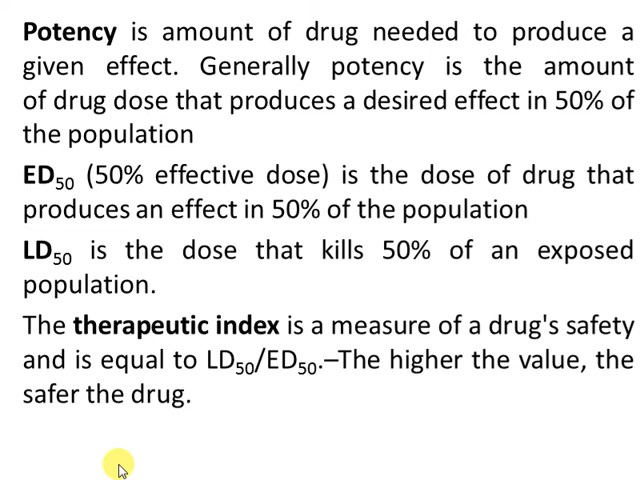 Potency is amount of drug needed to produce a
given effect. Generally potency is the amount
of drug dose that produces a desired effect in 50% of
the population
ED50 (50% effective dose) is the dose of drug that
produces an effect in 50% of the population
LD50 is the dose that kills 50% of an exposed
population.
The therapeutic index is a measure of a drug's safety
and is equal to LD50/ED50.–The higher the value, the
safer the drug.